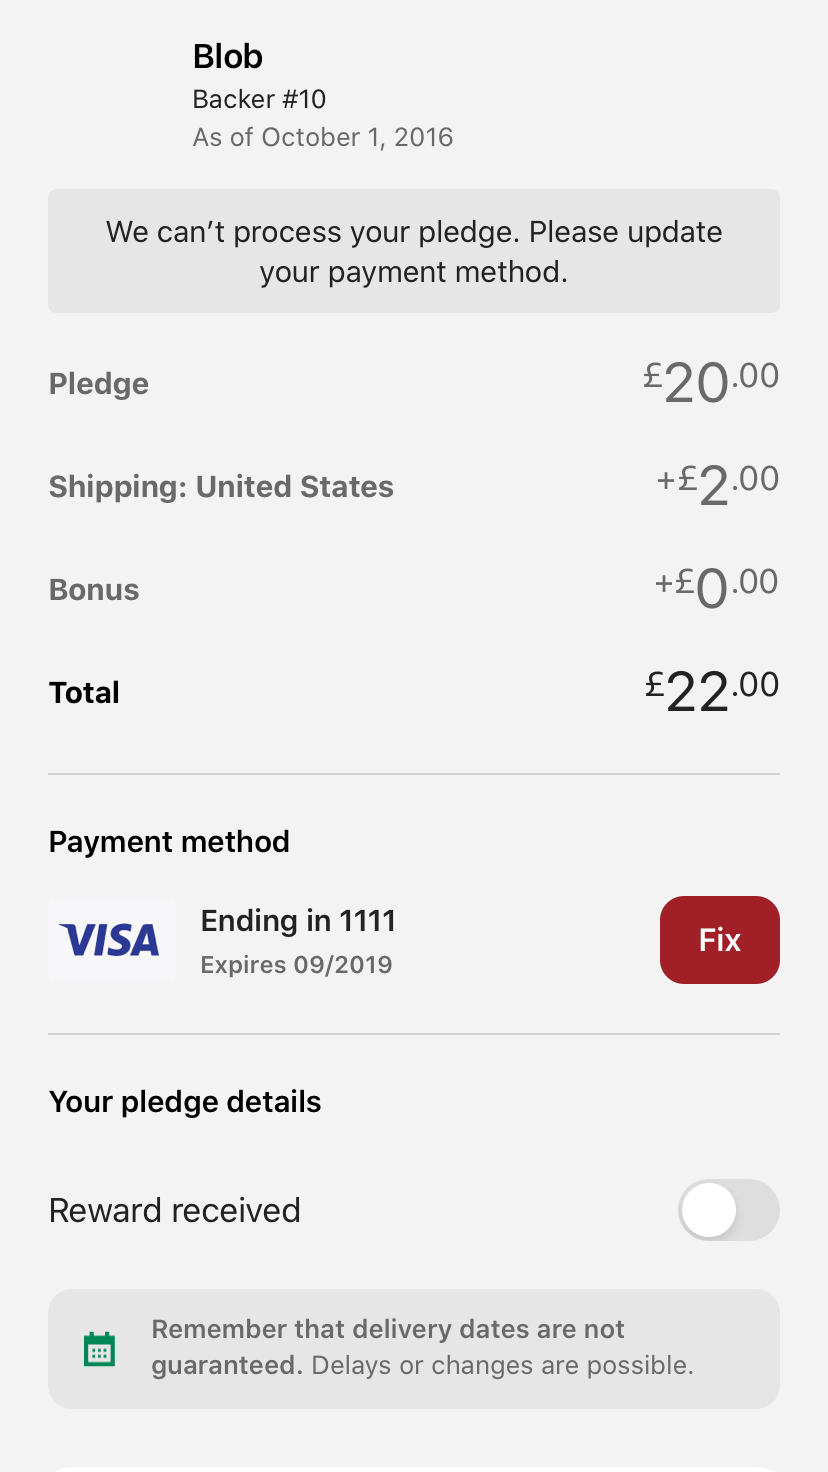 Blob
Backer #10
As of October 1, 2016
We can’t process your pledge. Please update
your payment method.
Pledge £20.00
Shipping: United States +£2.00
Bonus +£0.00
Total £22.00
Payment method
VISA
Ending in 1111
Expires 09/2019
Fix
Your pledge details
Reward received
Remember that delivery dates are not
guaranteed. Delays or changes are possible.